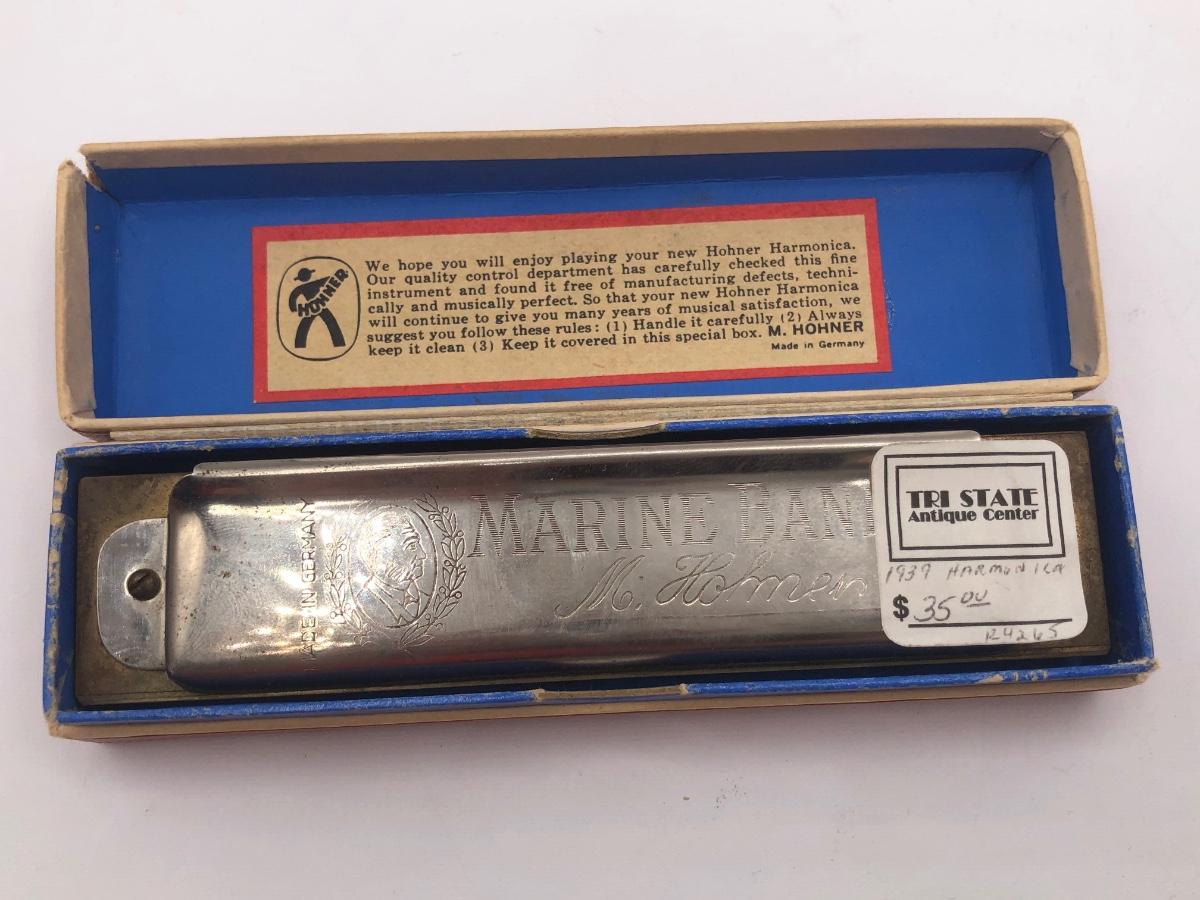 HOHNER
We hope you will enjoy playing your new Hohner Harmonica.
Our quality control department has carefully checked this fine
instrument and found it free of manufacturing defects, techni-
cally and musically perfect. So that your new Hohner Harmonica
will continue to give you many years of musical satisfaction, we
suggest you follow these rules: (1) Handle it carefully (2) Always
keep it clean (3) Keep it covered in this special box. M. HOHNER
Made in Germany
MADE IN GERMANY
MARINE BAN
M. Hohner
TRI STATE
Antique Center
1939 HARMONICA
$ 35 00
R4265